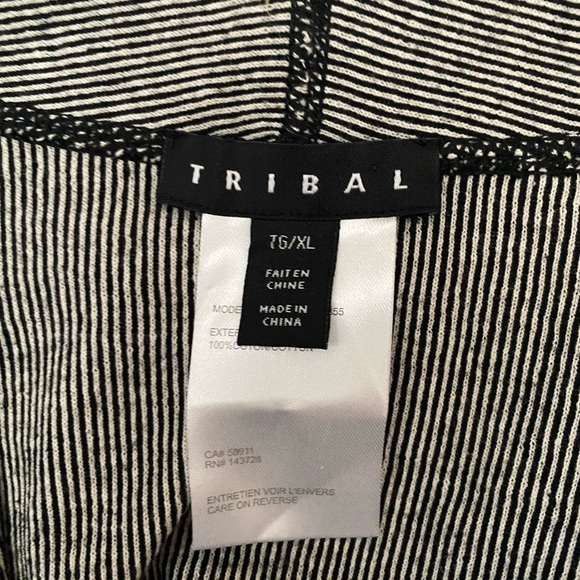 TRIBAL
TG/XL
FAIT EN
CHINE
MADE IN
CHINA
100%COTON/COTTON
CA# 58911
RN# 143728
ENTRETIEN VOIR L'ENVERS
CARE ON REVERSE